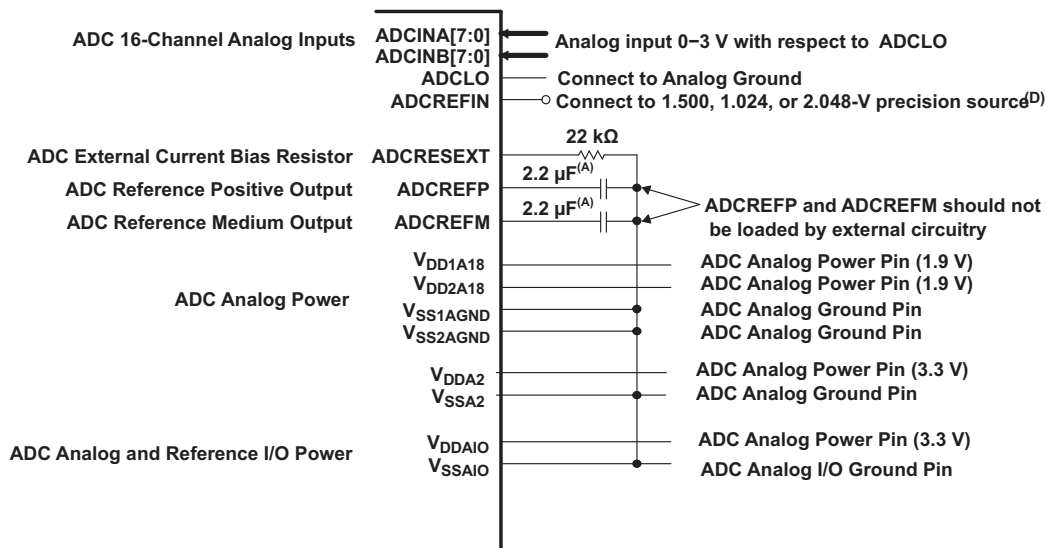 ADC 16-Channel Analog Inputs ADCINA[7:0] Analog input 0−3 V with respect to ADCLO
ADCINB[7:0]
ADCLO Connect to Analog Ground
ADCREFIN Connect to 1.500, 1.024, or 2.048-V precision source(D)
22 kΩ
ADC External Current Bias Resistor ADCRESEXT
2.2 μF(A)
ADC Reference Positive Output ADCREFP
2.2 μF(A)
ADC Reference Medium Output ADCREFM
ADCREFP and ADCREFM should not
be loaded by external circuitry
VDD1A18 ADC Analog Power Pin (1.9 V)
VDD2A18 ADC Analog Power Pin (1.9 V)
ADC Analog Power
VSS1AGND ADC Analog Ground Pin
VSS2AGND ADC Analog Ground Pin
VDDA2 ADC Analog Power Pin (3.3 V)
VSSA2 ADC Analog Ground Pin
VDDAIO ADC Analog Power Pin (3.3 V)
ADC Analog and Reference I/O Power
VSSAIO ADC Analog I/O Ground Pin